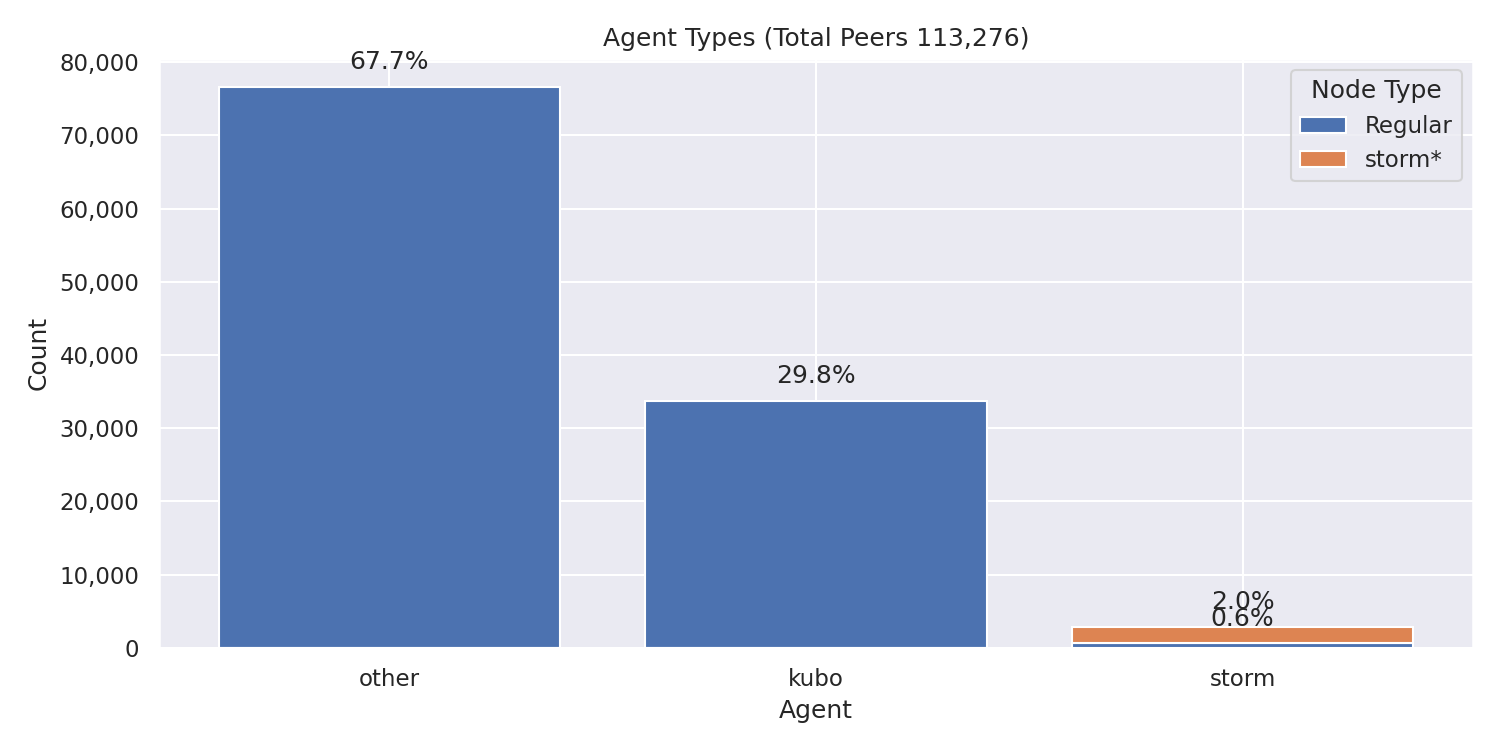 Agent Types (Total Peers 113,276)
80,000
70,000
60,000
50,000
40,000
30,000
20,000
10,000
0
Count
67.7%
29.8%
2.0%
0.6%
Node Type
Regular
storm*
other
kubo
storm
Agent